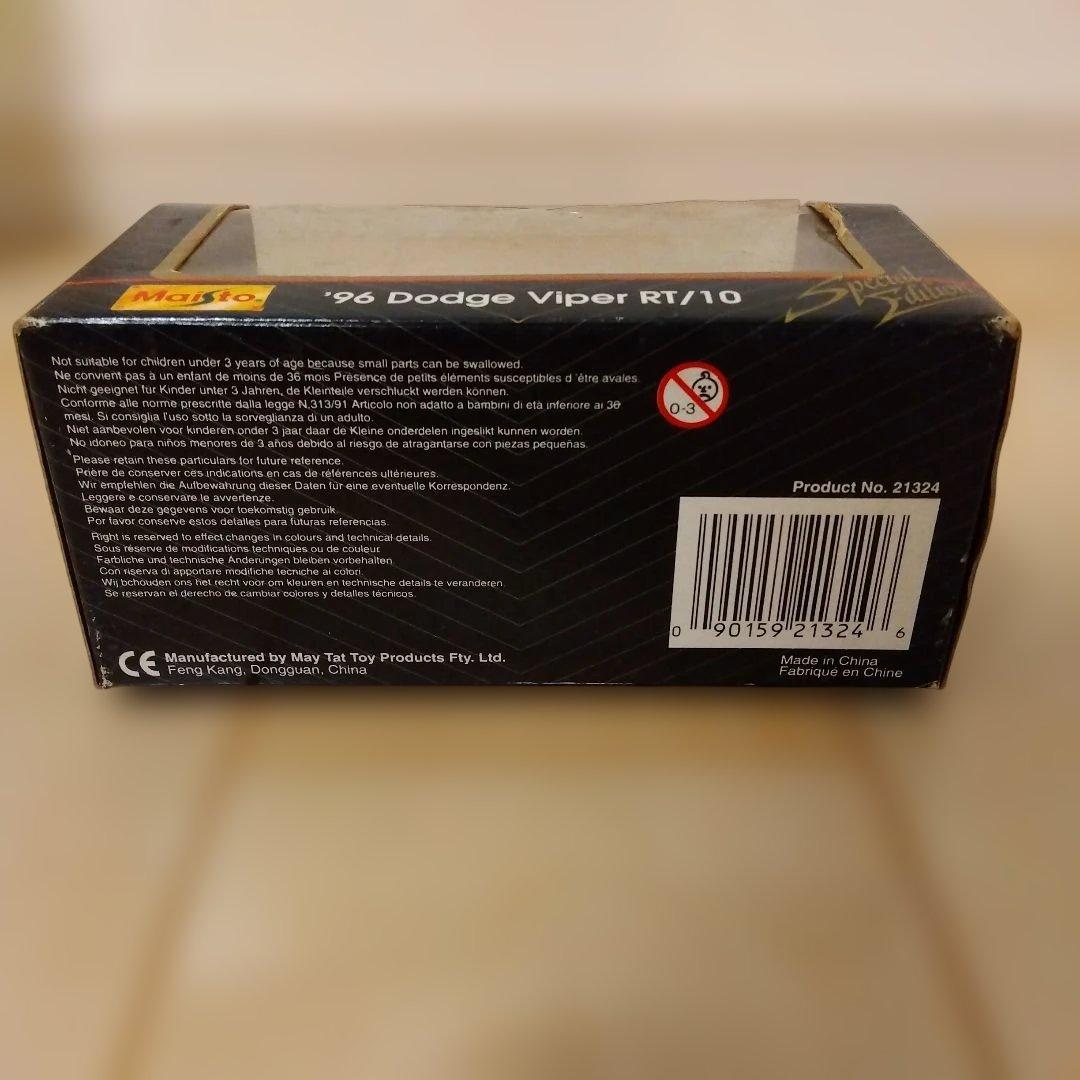 Maisto
'96 Dodge Viper RT/10
Special Edition
Not suitable for children under 3 years of age because small parts can be swallowed.
Ne convient pas à un enfant de moins de 36 mois Présence de petits éléments susceptibles d 'être avales.
Nicht geeignet für Kinder unter 3 Jahren, da Kleinteile verschluckt werden können.
Conforme alle norme prescritte dalla legge N,313/91 Articolo non adatto a bambini di età inferiore ai 36
mesi. Si consiglia l'uso sotto la sorveglianza di un adulto.
Niet aanbevolen voor kinderen onder 3 jaar daar de Kleine onderdelen ingeslikt kunnen worden.
No idoneo para niños menores de 3 años debido al riesgo de atragantarse con piezas pequeñas.
Please retain these particulars for future reference.
Prière de conserver ces indications en cas de références ultérieures.
Wir empfehlen die Aufbewahrung dieser Daten für eine eventuelle Korrespondenz.
Leggere e conservare le avvertenze.
Bewaar deze gegevens voor toekomstig gebruik.
Por favor conserve estos detalles para futuras referencias.
Right is reserved to effect changes in colours and technical details.
Sous réserve de modifications techniques ou de couleur
Farbliche und technische Anderungen bleiben vorbehalten
Con riserva di apportare modifiche tecniche ai colori.
Wij behouden ons het recht voor om kleuren en technische details te veranderen.
Se reservan el derecho de cambiar colores y detalles técnicos.
0-3
Product No. 21324
0 90159 21324 6
CE Manufactured by May Tat Toy Products Fty. Ltd.
Feng Kang, Dongguan, China
Made in China
Fabriqué en Chine